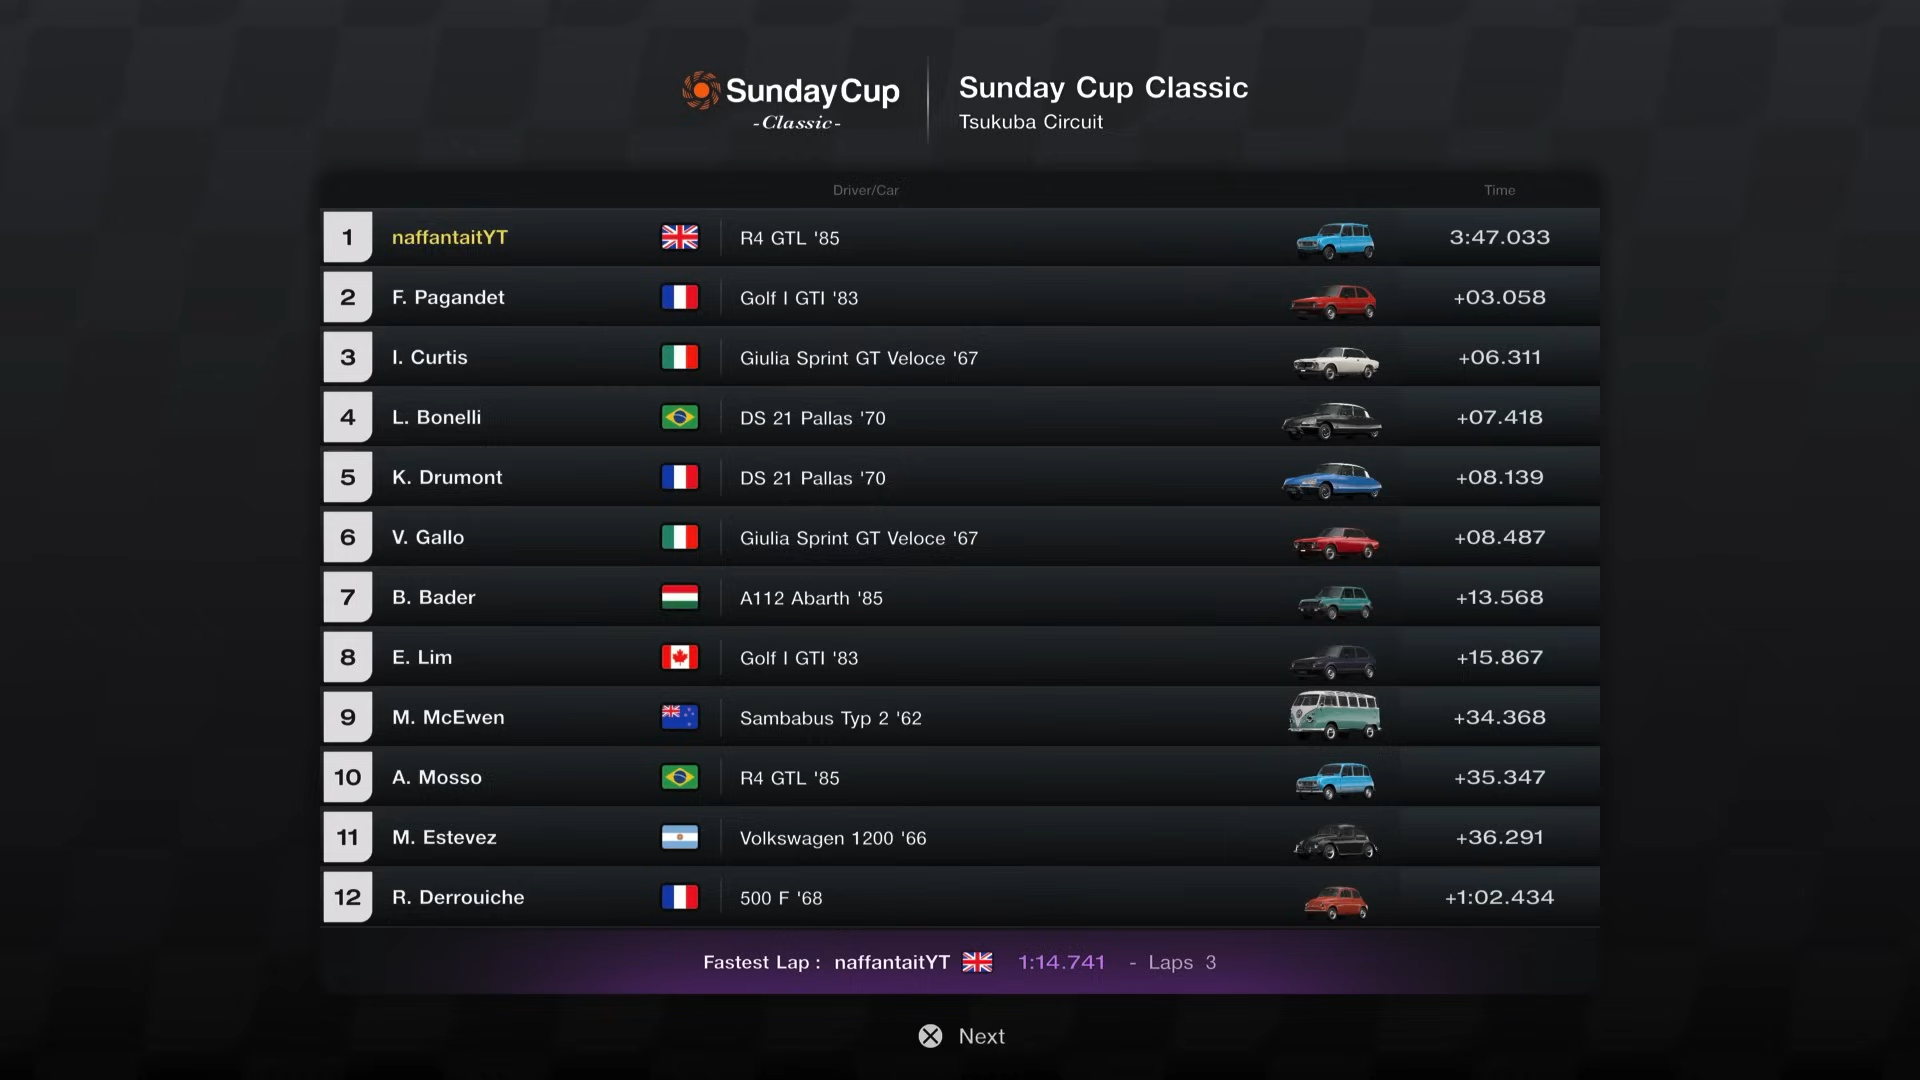 SundayCup
-Classic-
Sunday Cup Classic
Tsukuba Circuit
Driver/Car Time
1 naffantaitYT R4 GTL '85 3:47.033
2 F. Pagandet Golf I GTI '83 +03.058
3 I. Curtis Giulia Sprint GT Veloce '67 +06.311
4 L. Bonelli DS 21 Pallas '70 +07.418
5 K. Drumont DS 21 Pallas '70 +08.139
6 V. Gallo Giulia Sprint GT Veloce '67 +08.487
7 B. Bader A112 Abarth '85 +13.568
8 E. Lim Golf I GTI '83 +15.867
9 M. McEwen Sambabus Typ 2 '62 +34.368
10 A. Mosso R4 GTL '85 +35.347
11 M. Estevez Volkswagen 1200 '66 +36.291
12 R. Derrouiche 500 F '68 +1:02.434
Fastest Lap : naffantaitYT 1:14.741 - Laps 3
Next